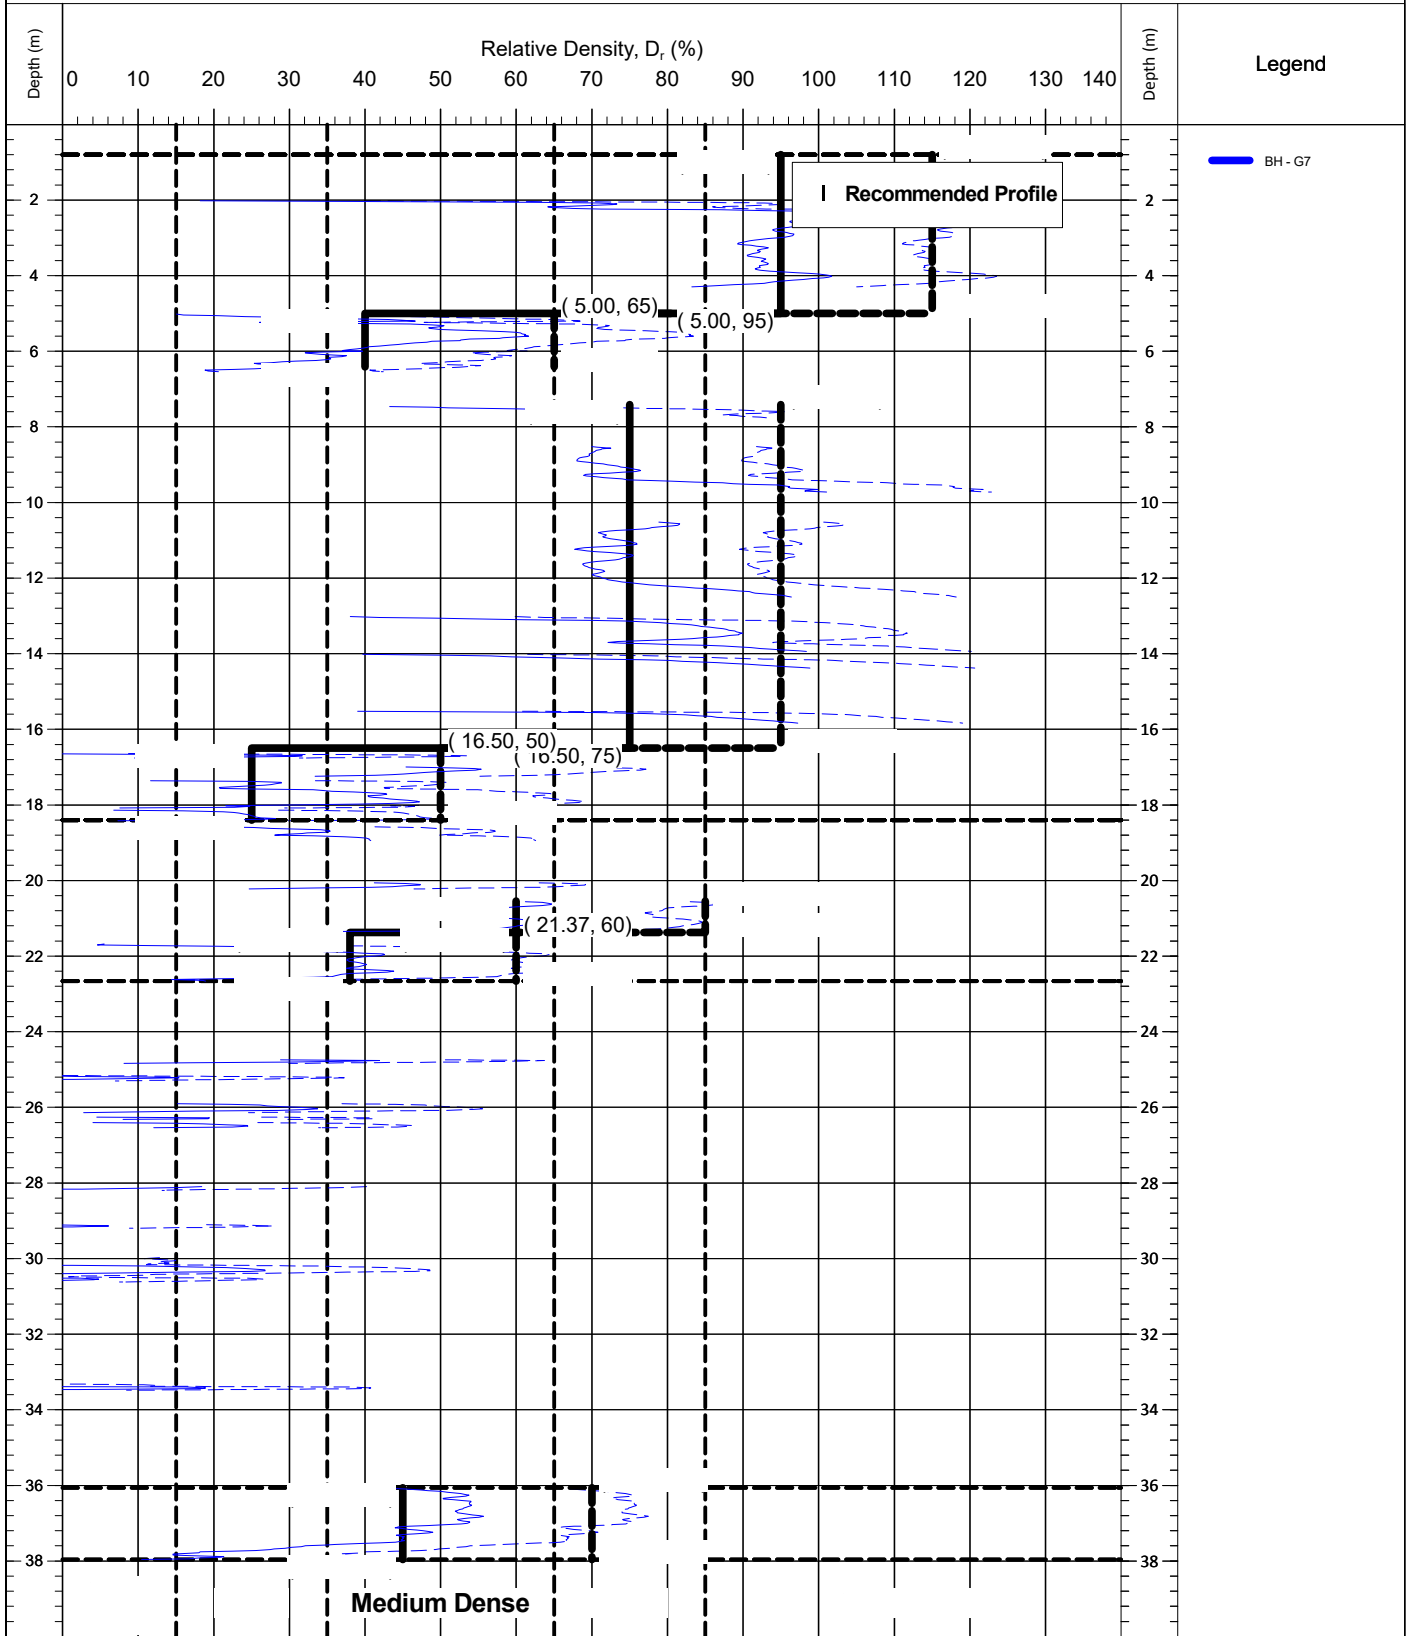 Depth (m)
Relative Density, Dr (%)
0 10 20 30 40 50 60 70 80 90 100 110 120 130 140
Depth (m)
Legend
BH - G7
I Recommended Profile
2 2
4 4
( 5.00, 65)
( 5.00, 95)
6 6
8 8
10 10
12 12
14 14
16 16
( 16.50, 50)
( 16.50, 75)
18 18
20 20
( 21.37, 60)
22 22
24 24
26 26
28 28
30 30
32 32
34 34
36 36
38 38
Medium Dense